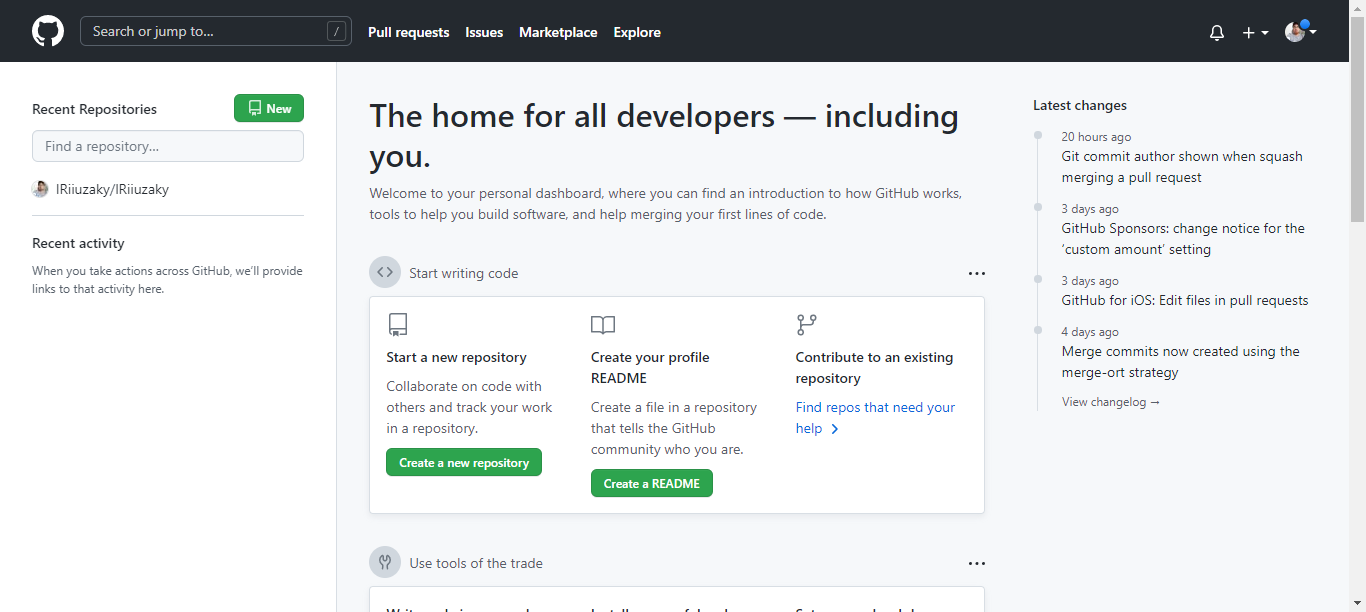 Search or jump to...
/
Pull requests
Issues
Marketplace
Explore
Recent Repositories
New
Find a repository...
IRiiuzaky/IRiiuzaky
Recent activity
When you take actions across GitHub, we'll provide
links to that activity here.
The home for all developers — including
you.
Welcome to your personal dashboard, where you can find an introduction to how GitHub works,
tools to help you build software, and help merging your first lines of code.
Start writing code
Start a new repository
Collaborate on code with
others and track your work
in a repository.
Create a new repository
Create your profile
README
Create a file in a repository
that tells the GitHub
community who you are.
Create a README
Contribute to an existing
repository
Find repos that need your
help
Use tools of the trade
Latest changes
20 hours ago
Git commit author shown when squash
merging a pull request
3 days ago
GitHub Sponsors: change notice for the
‘custom amount’ setting
3 days ago
GitHub for iOS: Edit files in pull requests
4 days ago
Merge commits now created using the
merge-ort strategy
View changelog →